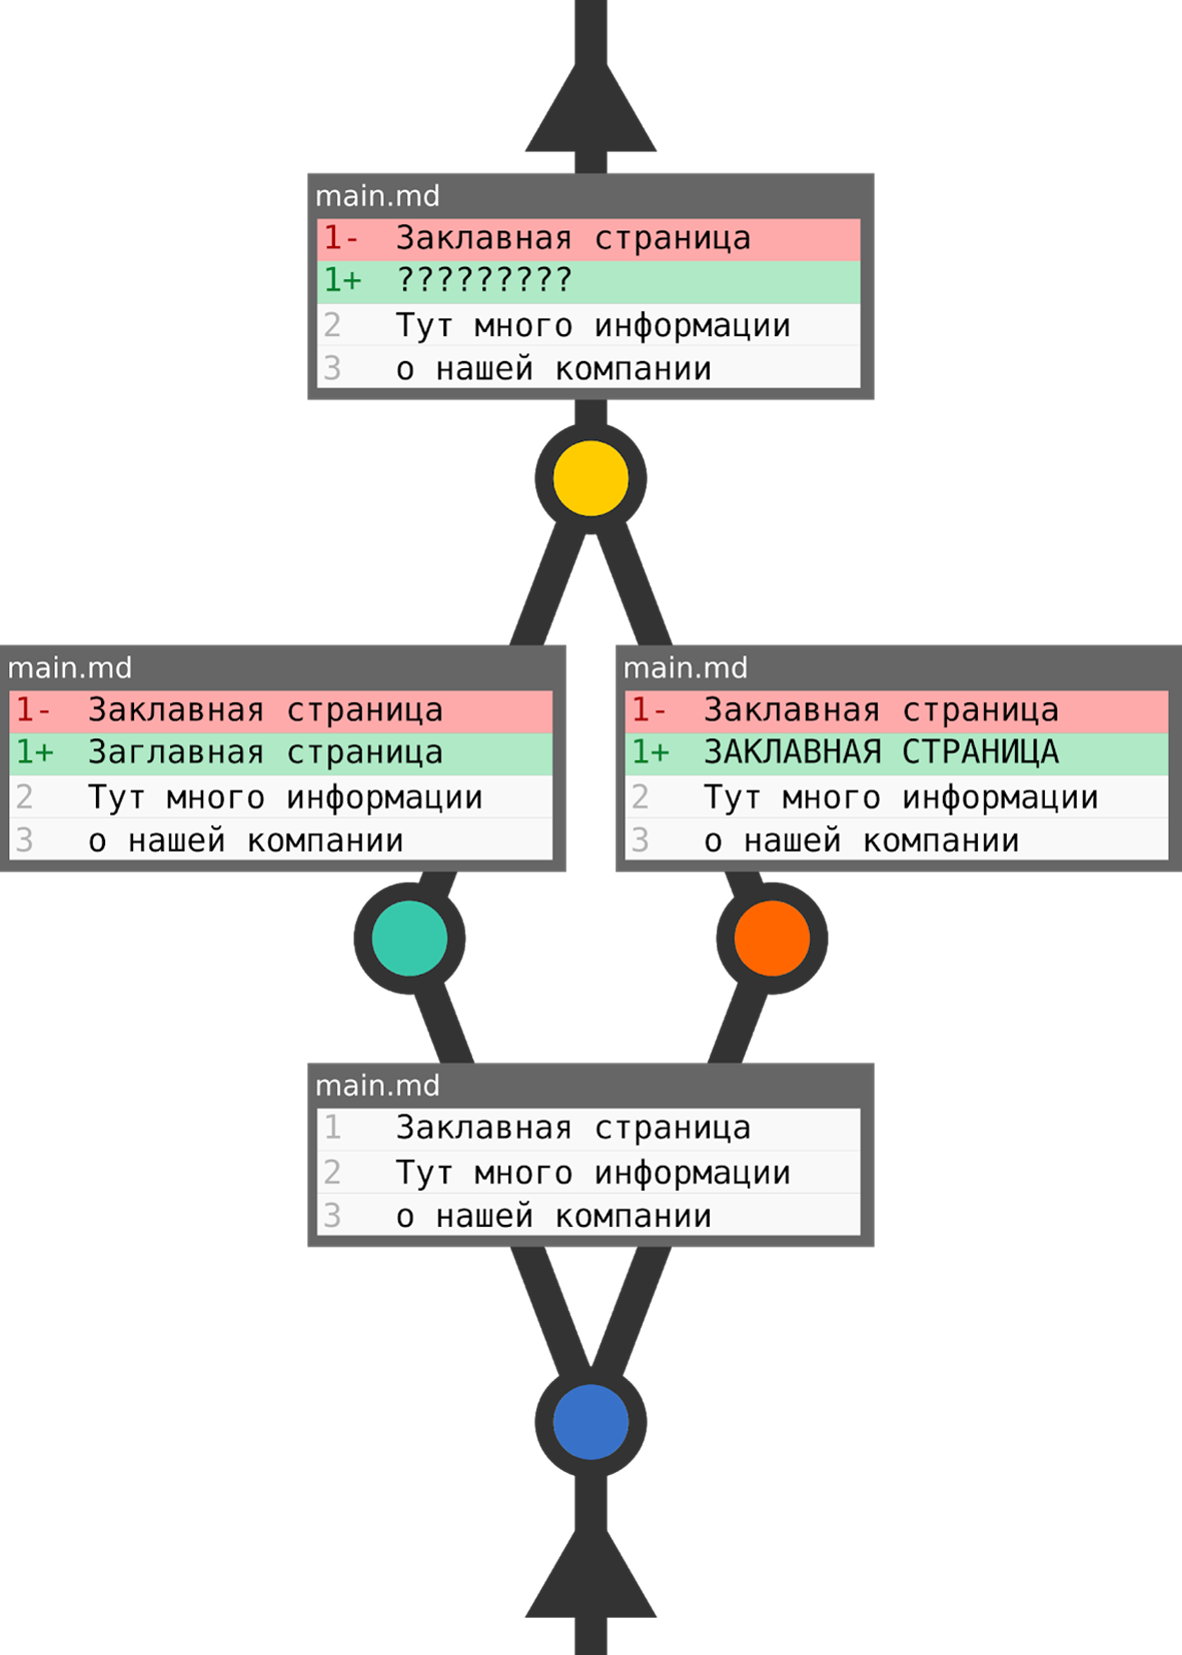 main.md
1- Заклавная страница
1+ ?????????
2 Тут много информации
3 о нашей компании
main.md
1- Заклавная страница
1+ Заглавная страница
2 Тут много информации
3 о нашей компании
main.md
1- Заклавная страница
1+ ЗАКЛАВНАЯ СТРАНИЦА
2 Тут много информации
3 о нашей компании
main.md
1 Заклавная страница
2 Тут много информации
3 о нашей компании